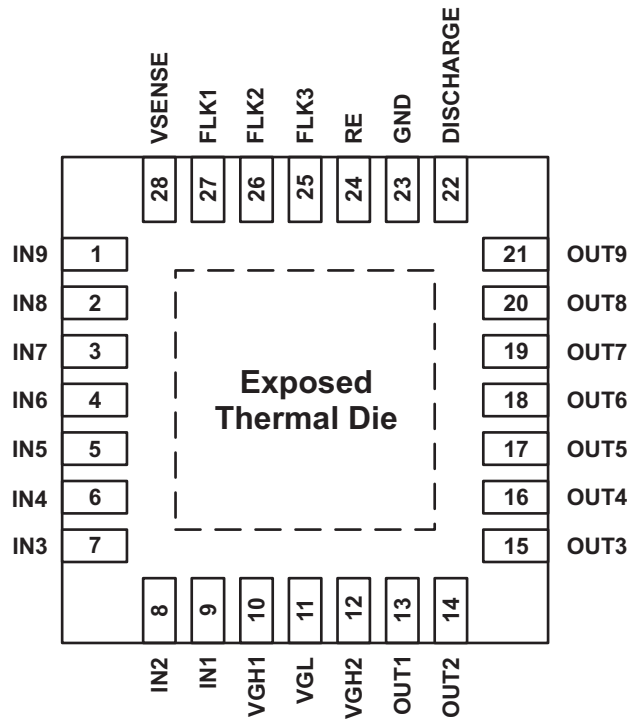 VSENSE
FLK1
FLK2
FLK3
RE
GND
DISCHARGE
28
27
26
25
24
23
22
IN9
1
21
OUT9
IN8
2
20
OUT8
IN7
3
19
OUT7
IN6
4
18
OUT6
IN5
5
17
OUT5
IN4
6
16
OUT4
IN3
7
15
OUT3
Exposed
Thermal Die
8
9
10
11
12
13
14
IN2
IN1
VGH1
VGL
VGH2
OUT1
OUT2